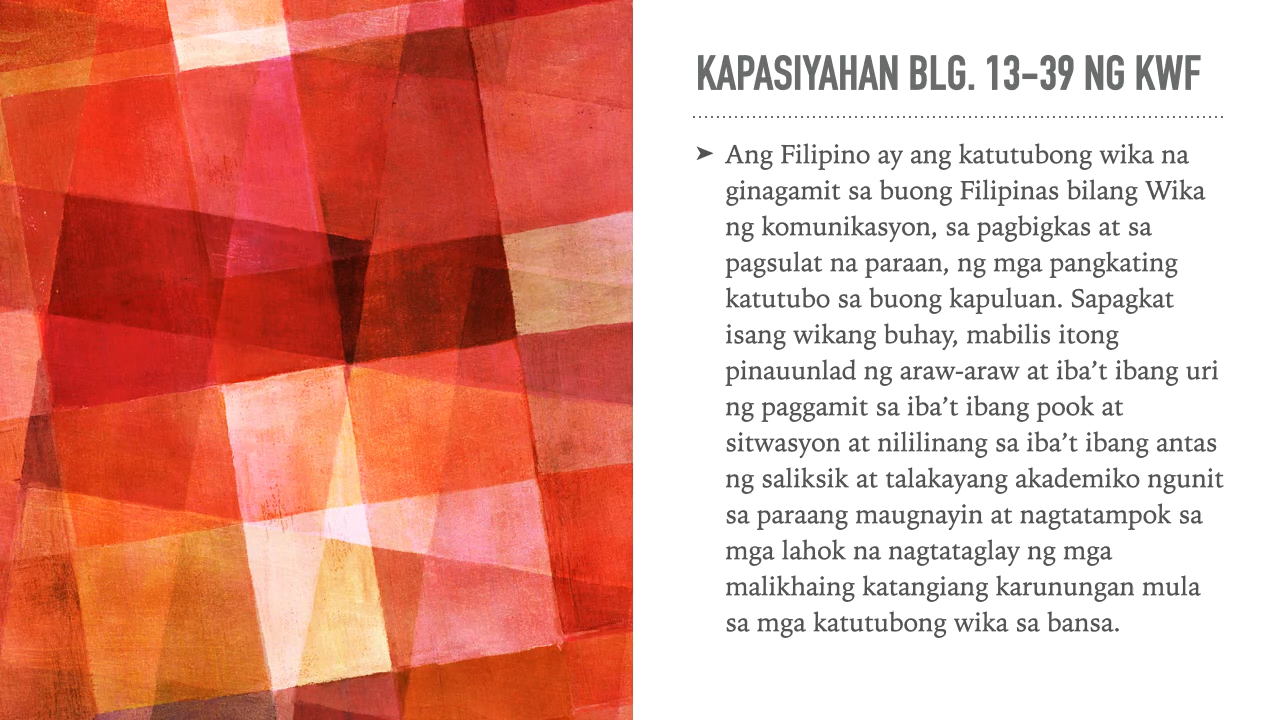 KAPASIYAHAN BLG. 13-39 NG KWF
➤ Ang Filipino ay ang katutubong wika na
ginagamit sa buong Filipinas bilang Wika
ng komunikasyon, sa pagbigkas at sa
pagsulat na paraan, ng mga pangkating
katutubo sa buong kapuluan. Sapagkat
isang wikang buhay, mabilis itong
pinauunlad ng araw-araw at iba’t ibang uri
ng paggamit sa iba’t ibang pook at
sitwasyon at nililinang sa iba’t ibang antas
ng saliksik at talakayang akademiko ngunit
sa paraang maugnayin at nagtatampok sa
mga lahok na nagtataglay ng mga
malikhaing katangiang karunungan mula
sa mga katutubong wika sa bansa.